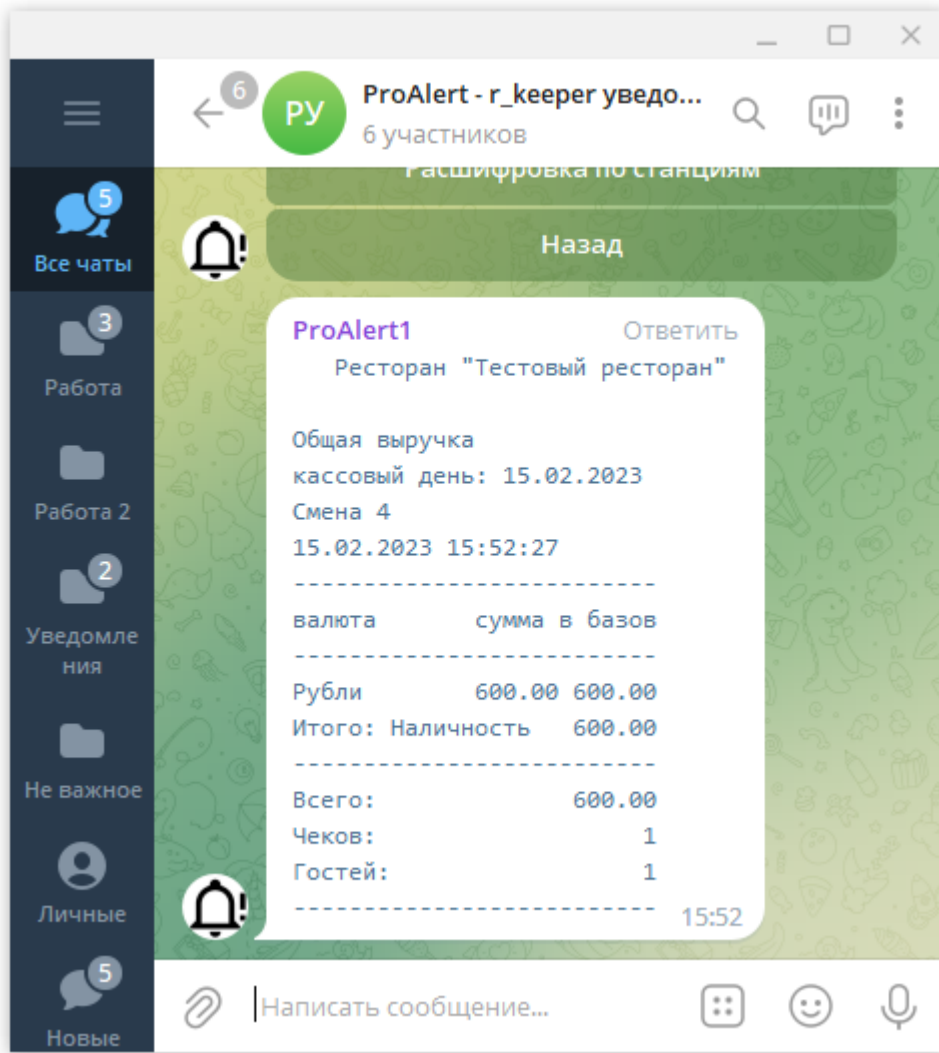 6
РУ
ProAlert - r_keeper уведо...
6 участников
5
Все чаты
3
Работа
Работа 2
2
Уведомле
ния
Не важное
Личные
5
Новые
Расшифровка по станциям
Назад
ProAlert1 Ответить
Ресторан "Тестовый ресторан"
Общая выручка
кассовый день: 15.02.2023
Смена 4
15.02.2023 15:52:27
--------------------------
валюта сумма в базов
--------------------------
Рубли 600.00 600.00
Итого: Наличность 600.00
--------------------------
Всего: 600.00
Чеков: 1
Гостей: 1
--------------------------
15:52
Написать сообщение...